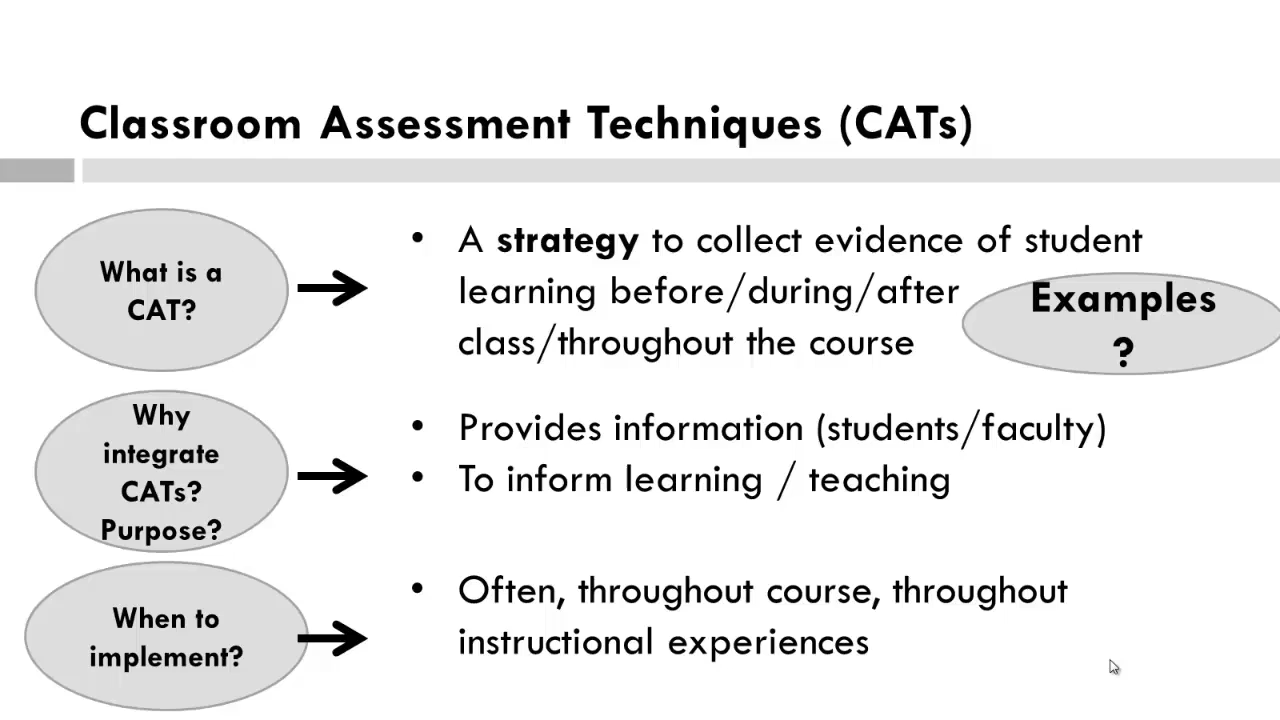 Classroom Assessment Techniques (CATs)
What is a
CAT?
• A strategy to collect evidence of student
learning before/during/after
class/throughout the course
Examples
?
Why
integrate
CATs?
Purpose?
• Provides information (students/faculty)
• To inform learning / teaching
When to
implement?
• Often, throughout course, throughout
instructional experiences